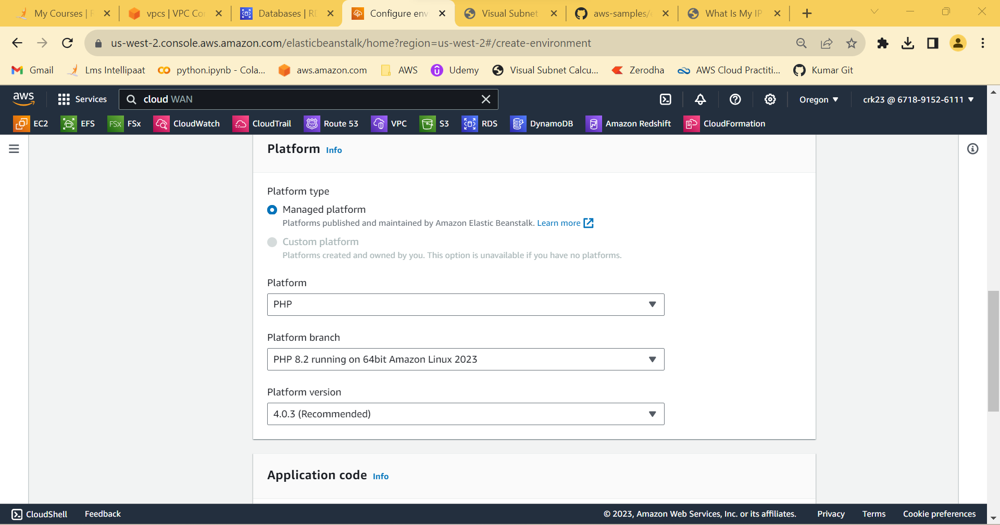 My Courses |
vpcs | VPC Co
Databases | R
Configure env
Visual Subnet
aws-samples/
What Is My IP
us-west-2.console.aws.amazon.com/elasticbeanstalk/home?region=us-west-2#/create-environment
Gmail
Lms Intellipaat
python.ipynb - Cola...
aws.amazon.com
AWS
Udemy
Visual Subnet Calcu...
Zerodha
AWS Cloud Practiti...
Kumar Git
aws
Services
cloud WAN
Oregon
crk23 @ 6718-9152-6111
EC2
EFS
FSx FSx
CloudWatch
CloudTrail
53 Route 53
VPC
S3
RDS
DynamoDB
Amazon Redshift
CloudFormation
Platform Info
Platform type
Managed platform
Platforms published and maintained by Amazon Elastic Beanstalk. Learn more
Custom platform
Platforms created and owned by you. This option is unavailable if you have no platforms.
Platform
PHP
Platform branch
PHP 8.2 running on 64bit Amazon Linux 2023
Platform version
4.0.3 (Recommended)
Application code Info
CloudShell
Feedback
© 2023, Amazon Web Services, Inc. or its affiliates.
Privacy
Terms
Cookie preferences